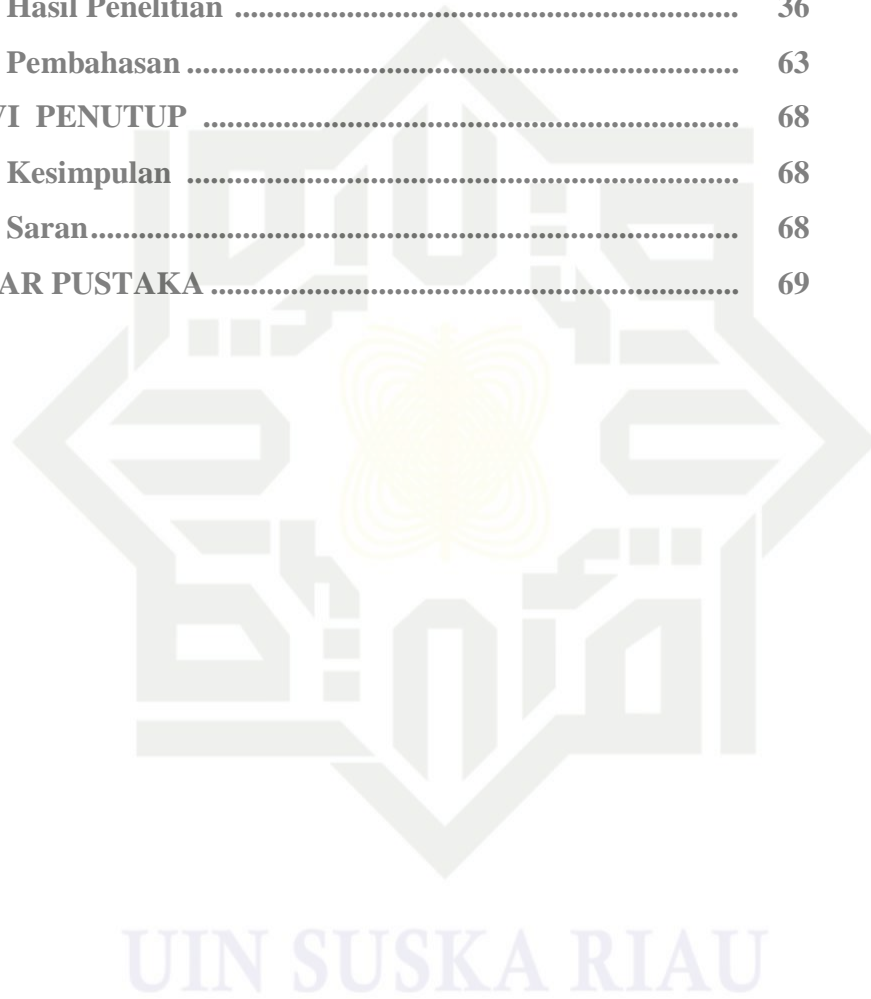 Hasil Penelitian ................................................................ 36
Pembahasan ...................................................................... 63
VI PENUTUP .................................................................... 68
Kesimpulan ...................................................................... 68
Saran.................................................................................. 68
AR PUSTAKA .................................................................. 69
UIN SUSKA RIAU